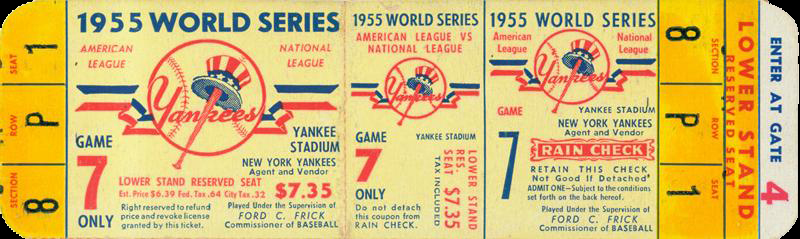 SEAT 1
ROW P
SECTION 8
1955 WORLD SERIES
AMERICAN LEAGUE
NATIONAL LEAGUE
Yankees
GAME
7
ONLY
YANKEE STADIUM
NEW YORK YANKEES
Agent and Vendor
LOWER STAND RESERVED SEAT
Est. Price $6.39 Fed. Tax .64 City Tax .32
$7.35
Right reserved to refund
price and revoke license
granted by this ticket.
Played Under the Supervision of
FORD C. FRICK
Commissioner of BASEBALL
1955 WORLD SERIES
AMERICAN LEAGUE VS
NATIONAL LEAGUE
Yankees
GAME
7
ONLY
YANKEE STADIUM
LOWER STAND
RES. SEAT $7.35
TAX INCLUDED
Do not detach
this coupon from
RAIN CHECK.
1955 WORLD SERIES
American League
National League
Yankees
GAME
7
YANKEE STADIUM
NEW YORK YANKEES
Agent and Vendor
RAIN CHECK
RETAIN THIS CHECK
Not Good If Detached
ADMIT ONE—Subject to the conditions
set forth on the back hereof.
Played Under the Supervision of
FORD C. FRICK
Commissioner of BASEBALL
8 SECTION
P ROW
1 SEAT
LOWER STAND
RESERVED SEAT
ENTER AT GATE 4